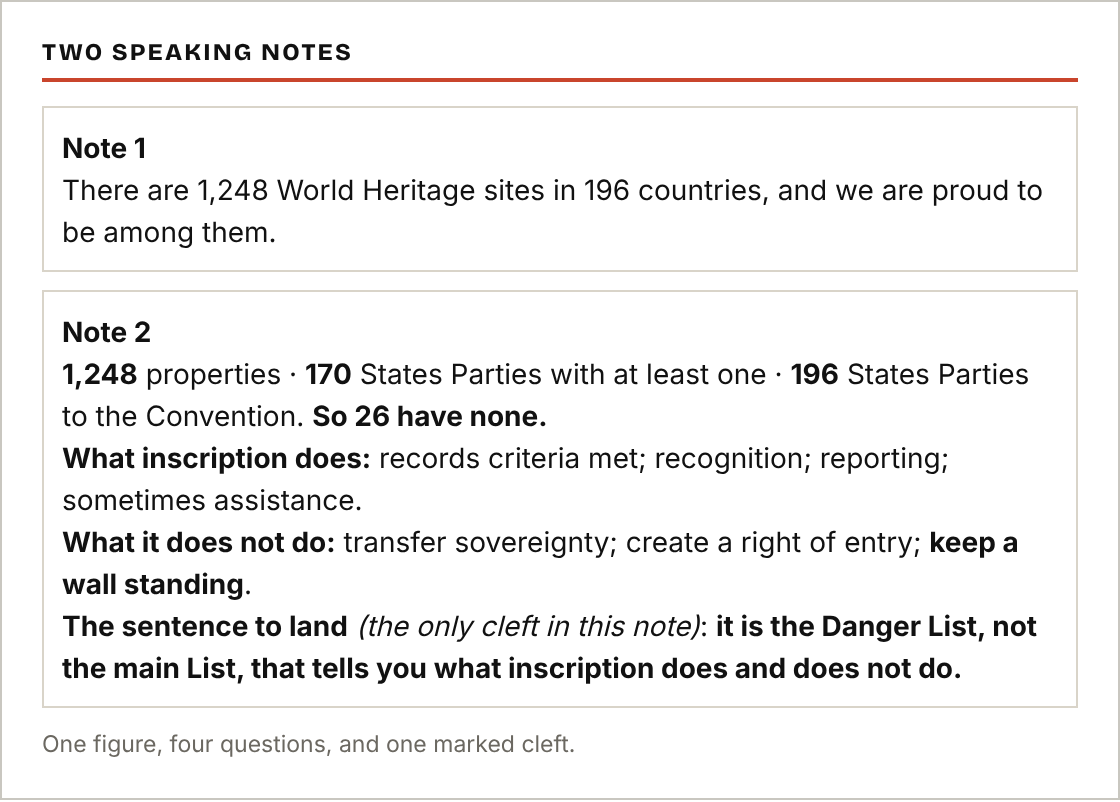 TWO SPEAKING NOTES
Note 1
There are 1,248 World Heritage sites in 196 countries, and we are proud to
be among them.
Note 2
1,248 properties · 170 States Parties with at least one · 196 States Parties
to the Convention. So 26 have none.
What inscription does: records criteria met; recognition; reporting;
sometimes assistance.
What it does not do: transfer sovereignty; create a right of entry; keep a
wall standing.
The sentence to land (the only cleft in this note): it is the Danger List, not
the main List, that tells you what inscription does and does not do.
One figure, four questions, and one marked cleft.